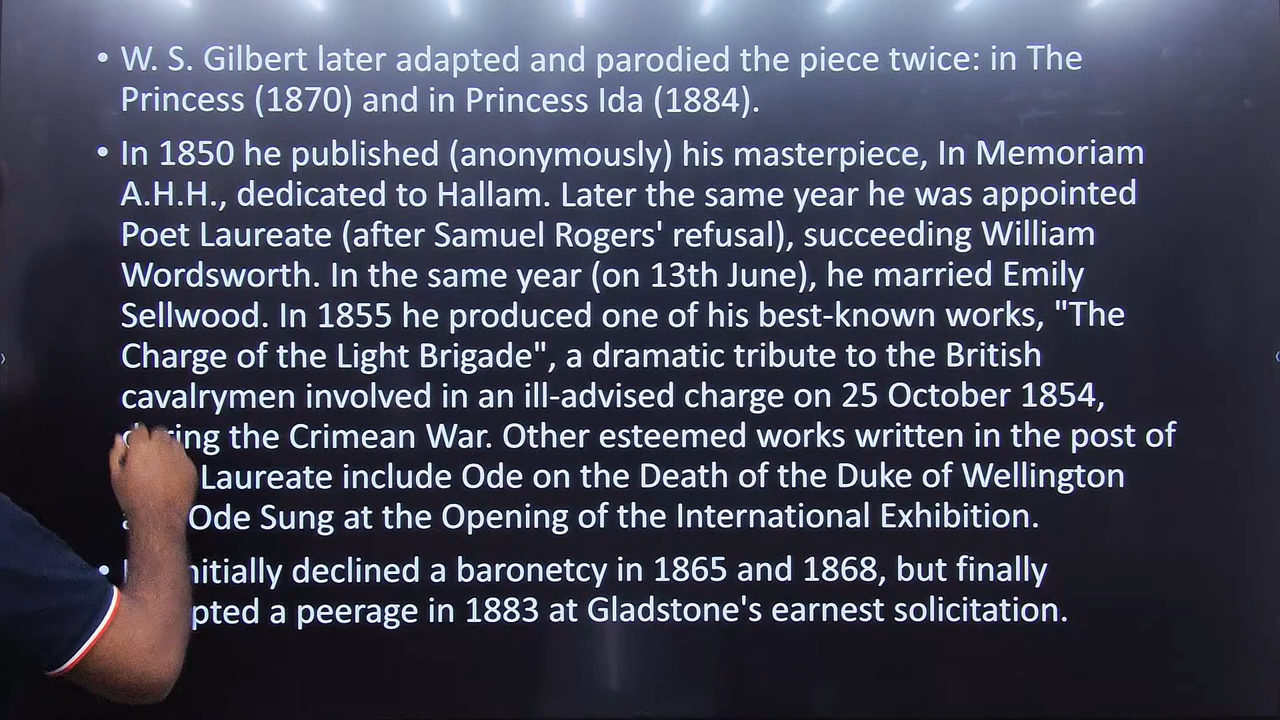 • W. S. Gilbert later adapted and parodied the piece twice: in The
Princess (1870) and in Princess Ida (1884).
• In 1850 he published (anonymously) his masterpiece, In Memoriam
A.H.H., dedicated to Hallam. Later the same year he was appointed
Poet Laureate (after Samuel Rogers' refusal), succeeding William
Wordsworth. In the same year (on 13th June), he married Emily
Sellwood. In 1855 he produced one of his best-known works, "The
Charge of the Light Brigade", a dramatic tribute to the British
cavalrymen involved in an ill-advised charge on 25 October 1854,
during the Crimean War. Other esteemed works written in the post of
Laureate include Ode on the Death of the Duke of Wellington
Ode Sung at the Opening of the International Exhibition.
• initially declined a baronetcy in 1865 and 1868, but finally
a peerage in 1883 at Gladstone's earnest solicitation.